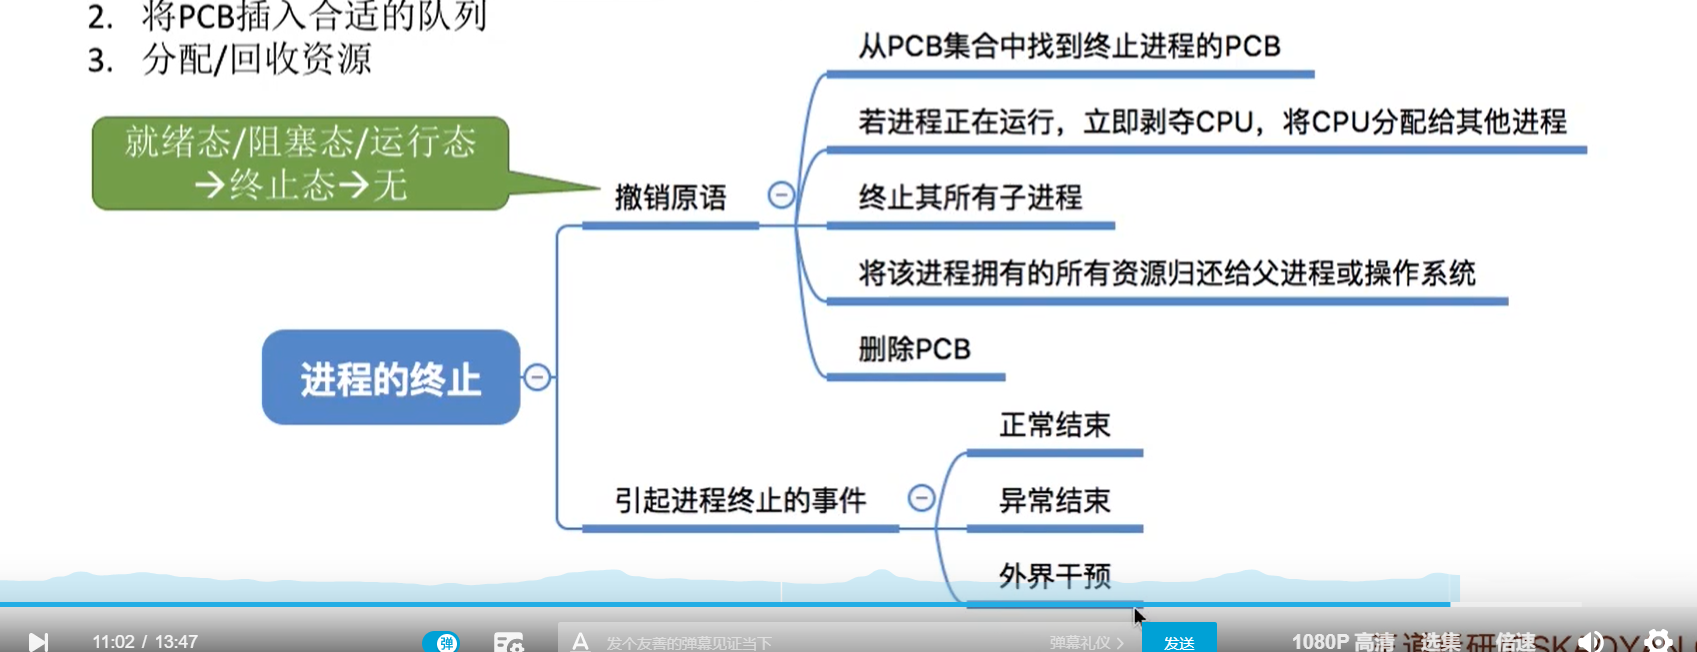 2. 将PCB插入合适的队列
3. 分配/回收资源
从PCB集合中找到终止进程的PCB
若进程正在运行，立即剥夺CPU，将CPU分配给其他进程
就绪态/阻塞态/运行态
→终止态→无
撤销原语
终止其所有子进程
将该进程拥有的所有资源归还给父进程或操作系统
删除PCB
进程的终止
正常结束
引起进程终止的事件
异常结束
外界干预
11:02 / 13:47
弹
A 发个友善的弹幕见证当下
弹幕礼仪 >
发送
1080P 高清
选集
倍速